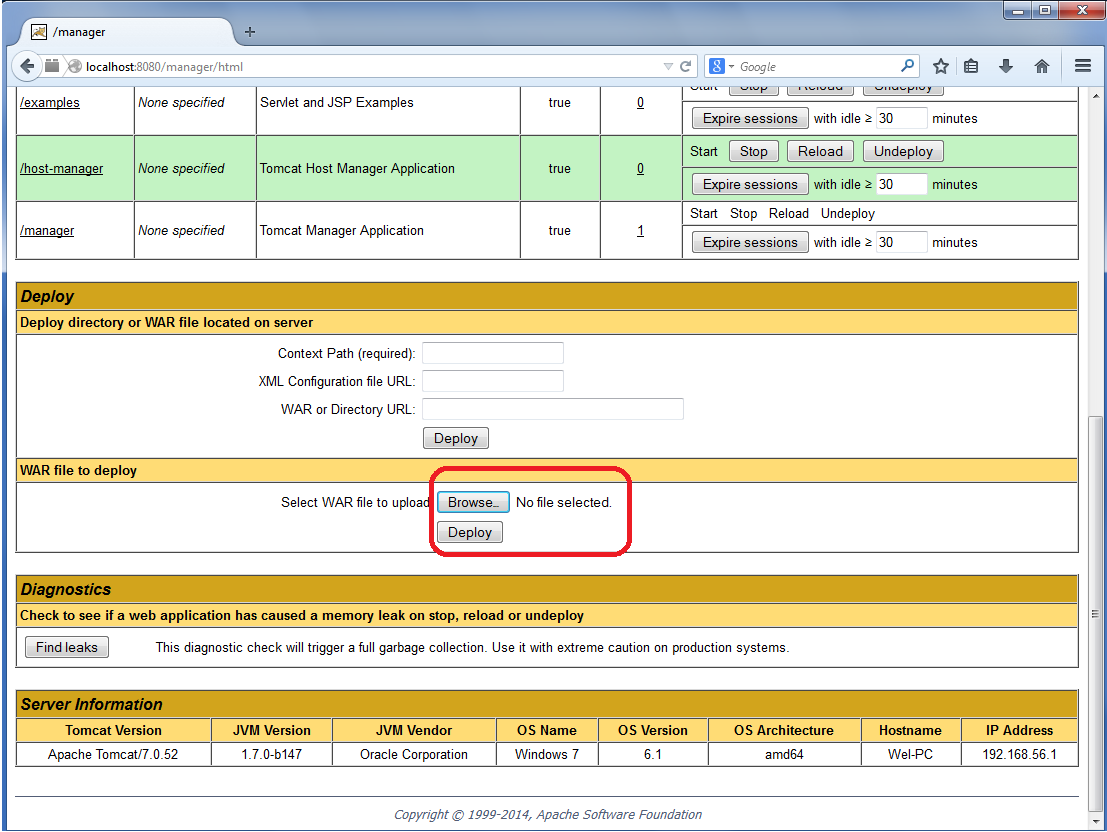 /manager
localhost:8080/manager/html
Google
/examples None specified Servlet and JSP Examples true 0 Start Stop Reload Undeploy
Expire sessions with idle ≥ 30 minutes
/host-manager None specified Tomcat Host Manager Application true 0 Start Stop Reload Undeploy
Expire sessions with idle ≥ 30 minutes
/manager None specified Tomcat Manager Application true 1 Start Stop Reload Undeploy
Expire sessions with idle ≥ 30 minutes
Deploy
Deploy directory or WAR file located on server
Context Path (required):
XML Configuration file URL:
WAR or Directory URL:
Deploy
WAR file to deploy
Select WAR file to upload Browse... No file selected.
Deploy
Diagnostics
Check to see if a web application has caused a memory leak on stop, reload or undeploy
Find leaks This diagnostic check will trigger a full garbage collection. Use it with extreme caution on production systems.
Server Information
Tomcat Version JVM Version JVM Vendor OS Name OS Version OS Architecture Hostname IP Address
Apache Tomcat/7.0.52 1.7.0-b147 Oracle Corporation Windows 7 6.1 amd64 Wel-PC 192.168.56.1
Copyright © 1999-2014, Apache Software Foundation